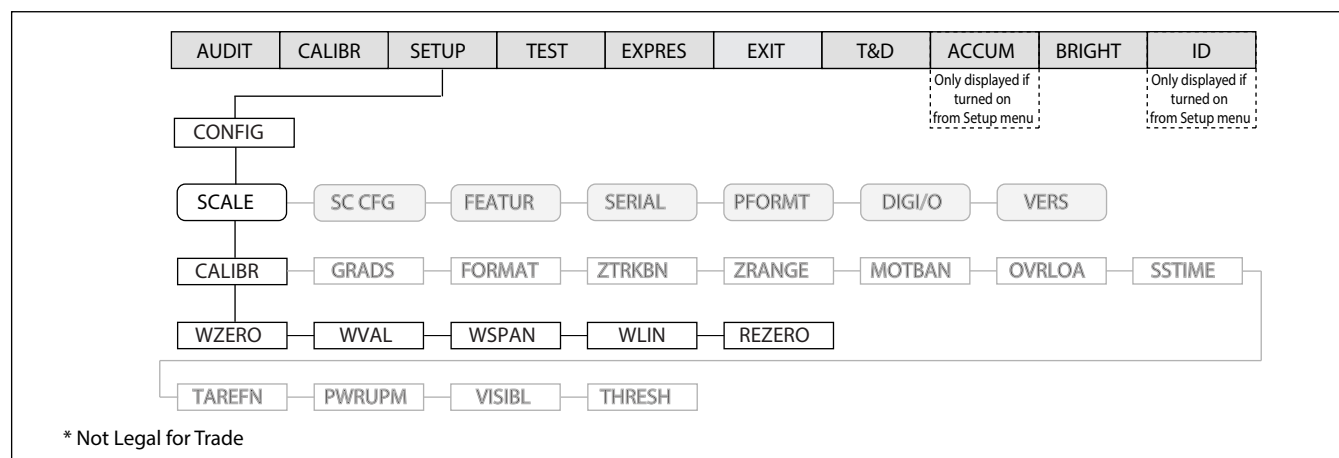 AUDIT CALIBR SETUP TEST EXPRES EXIT T&D ACCUM BRIGHT ID
Only displayed if
turned on
from Setup menu
Only displayed if
turned on
from Setup menu
CONFIG
SCALE SC CFG FEATUR SERIAL PFORMT DIGI/O VERS
CALIBR GRADS FORMAT ZTRKBN ZRANGE MOTBAN OVRLOA SSTIME
WZERO WVAL WSPAN WLIN REZERO
TAREFN PWRUPM VISIBL THRESH
* Not Legal for Trade